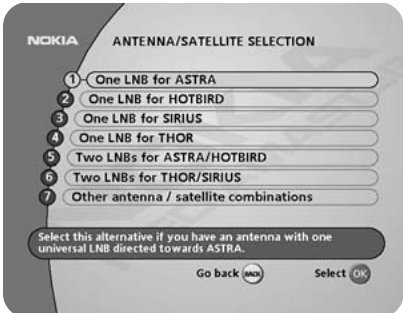 NOKIA ANTENNA/SATELLITE SELECTION
1 One LNB for ASTRA
2 One LNB for HOTBIRD
3 One LNB for SIRIUS
4 One LNB for THOR
5 Two LNBs for ASTRA/HOTBIRD
6 Two LNBs for THOR/SIRIUS
7 Other antenna / satellite combinations
Select this alternative if you have an antenna with one
universal LNB directed towards ASTRA.
Go back BACK Select OK